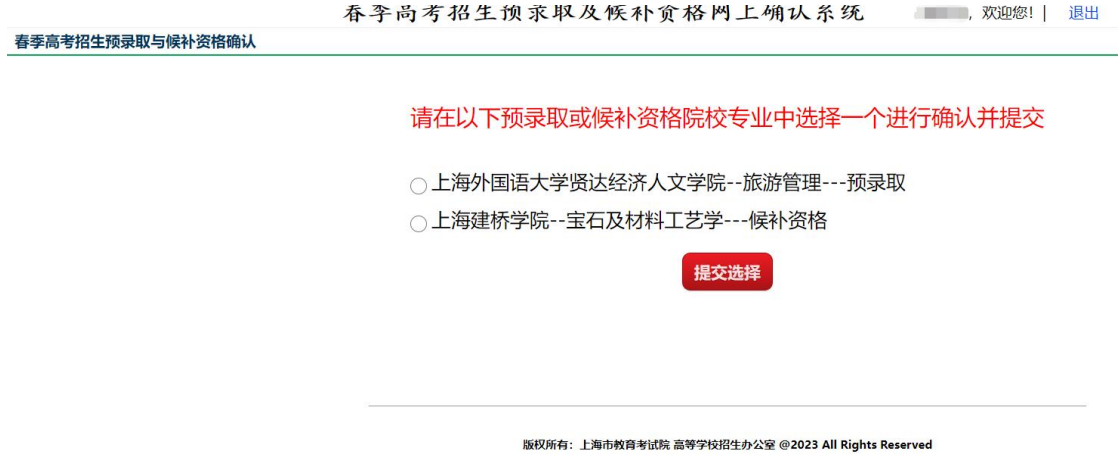 春季高考招生预录取及候补资格网上确认系统
，欢迎您！| 退出
春季高考招生预录取与候补资格确认
请在以下预录取或候补资格院校专业中选择一个进行确认并提交
上海外国语大学贤达经济人文学院--旅游管理---预录取
上海建桥学院--宝石及材料工艺学---候补资格
提交选择
版权所有：上海市教育考试院 高等学校招生办公室 @2023 All Rights Reserved